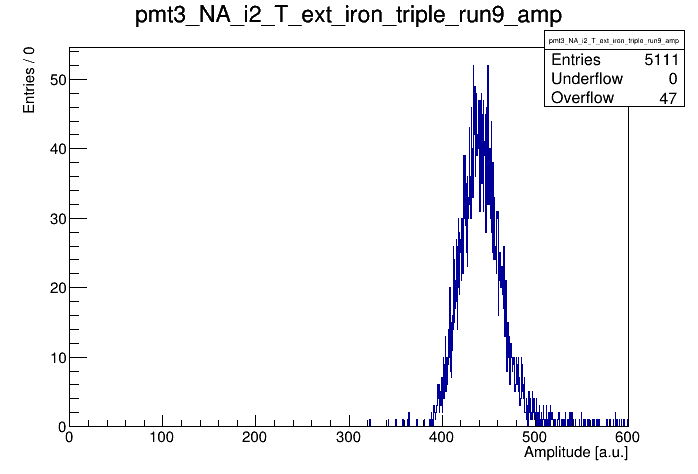 pmt3_NA_i2_T_ext_iron_triple_run9_amp
pmt3_NA_i2_T_ext_iron_triple_run9_amp
Entries 5111
Underflow 0
Overflow 47
Entries / 0
50
40
30
20
10
0
0 100 200 300 400 500 600
Amplitude [a.u.]